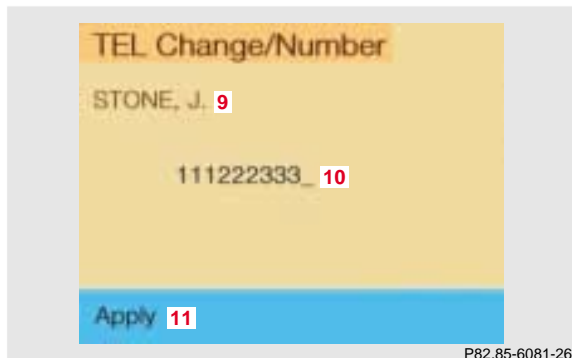 TEL Change/Number
STONE, J. 9
111222333_ 10
Apply 11
P82.85-6081-26